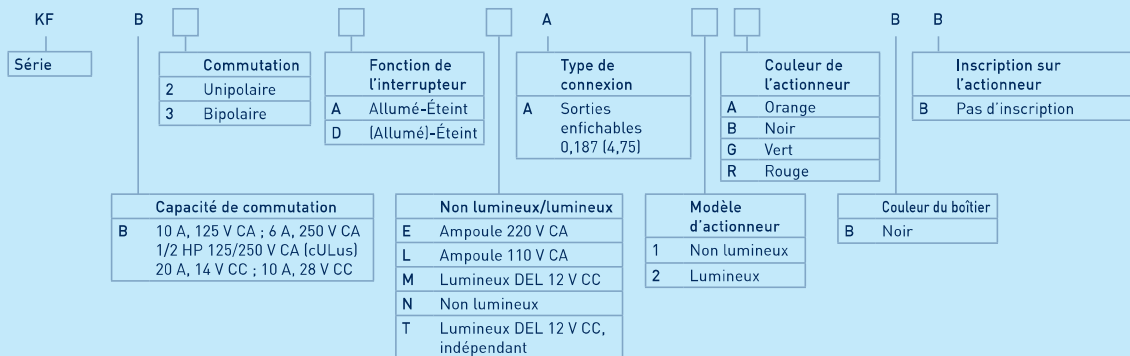 KF B A B B
Série
Commutation
2 Unipolaire
3 Bipolaire
Fonction de
l'interrupteur
A Allumé-Éteint
D (Allumé)-Éteint
Type de
connexion
A Sorties
enfichables
0,187 (4,75)
Couleur de
l'actionneur
A Orange
B Noir
G Vert
R Rouge
Inscription sur
l'actionneur
B Pas d'inscription
Capacité de commutation
B 10 A, 125 V CA ; 6 A, 250 V CA
1/2 HP 125/250 V CA (cULus)
20 A, 14 V CC ; 10 A, 28 V CC
Non lumineux/lumineux
E Ampoule 220 V CA
L Ampoule 110 V CA
M Lumineux DEL 12 V CC
N Non lumineux
T Lumineux DEL 12 V CC,
indépendant
Modèle
d'actionneur
1 Non lumineux
2 Lumineux
Couleur du boîtier
B Noir